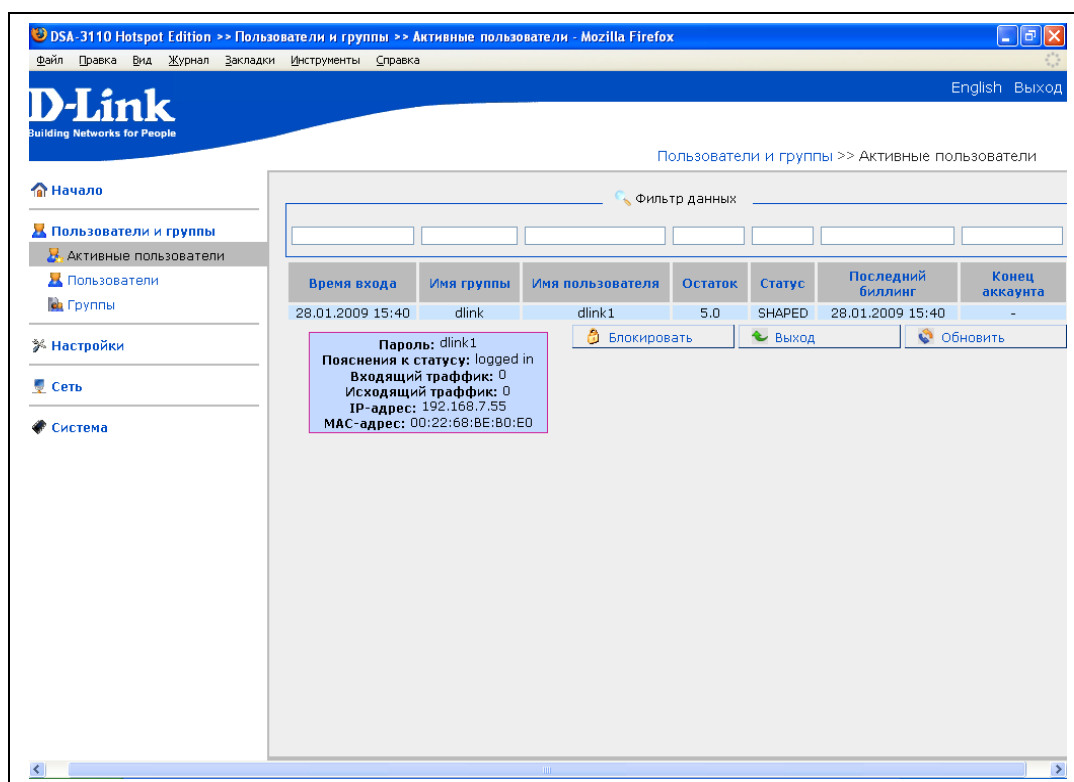 DSA-3110 Hotspot Edition >> Пользователи и группы >> Активные пользователи - Mozilla Firefox
Файл Правка Вид Журнал Закладки Инструменты Справка
English Выход
D-Link
Building Networks for People
Пользователи и группы >> Активные пользователи
Начало
Пользователи и группы
Активные пользователи
Пользователи
Группы
Настройки
Сеть
Система
Фильтр данных
Время входа Имя группы Имя пользователя Остаток Статус Последний биллинг Конец аккаунта
28.01.2009 15:40 dlink dlink1 5.0 SHAPED 28.01.2009 15:40 -
Блокировать Выход Обновить
Пароль: dlink1
Пояснения к статусу: logged in
Входящий траффик: 0
Исходящий траффик: 0
IP-адрес: 192.168.7.55
MAC-адрес: 00:22:68:BE:B0:E0